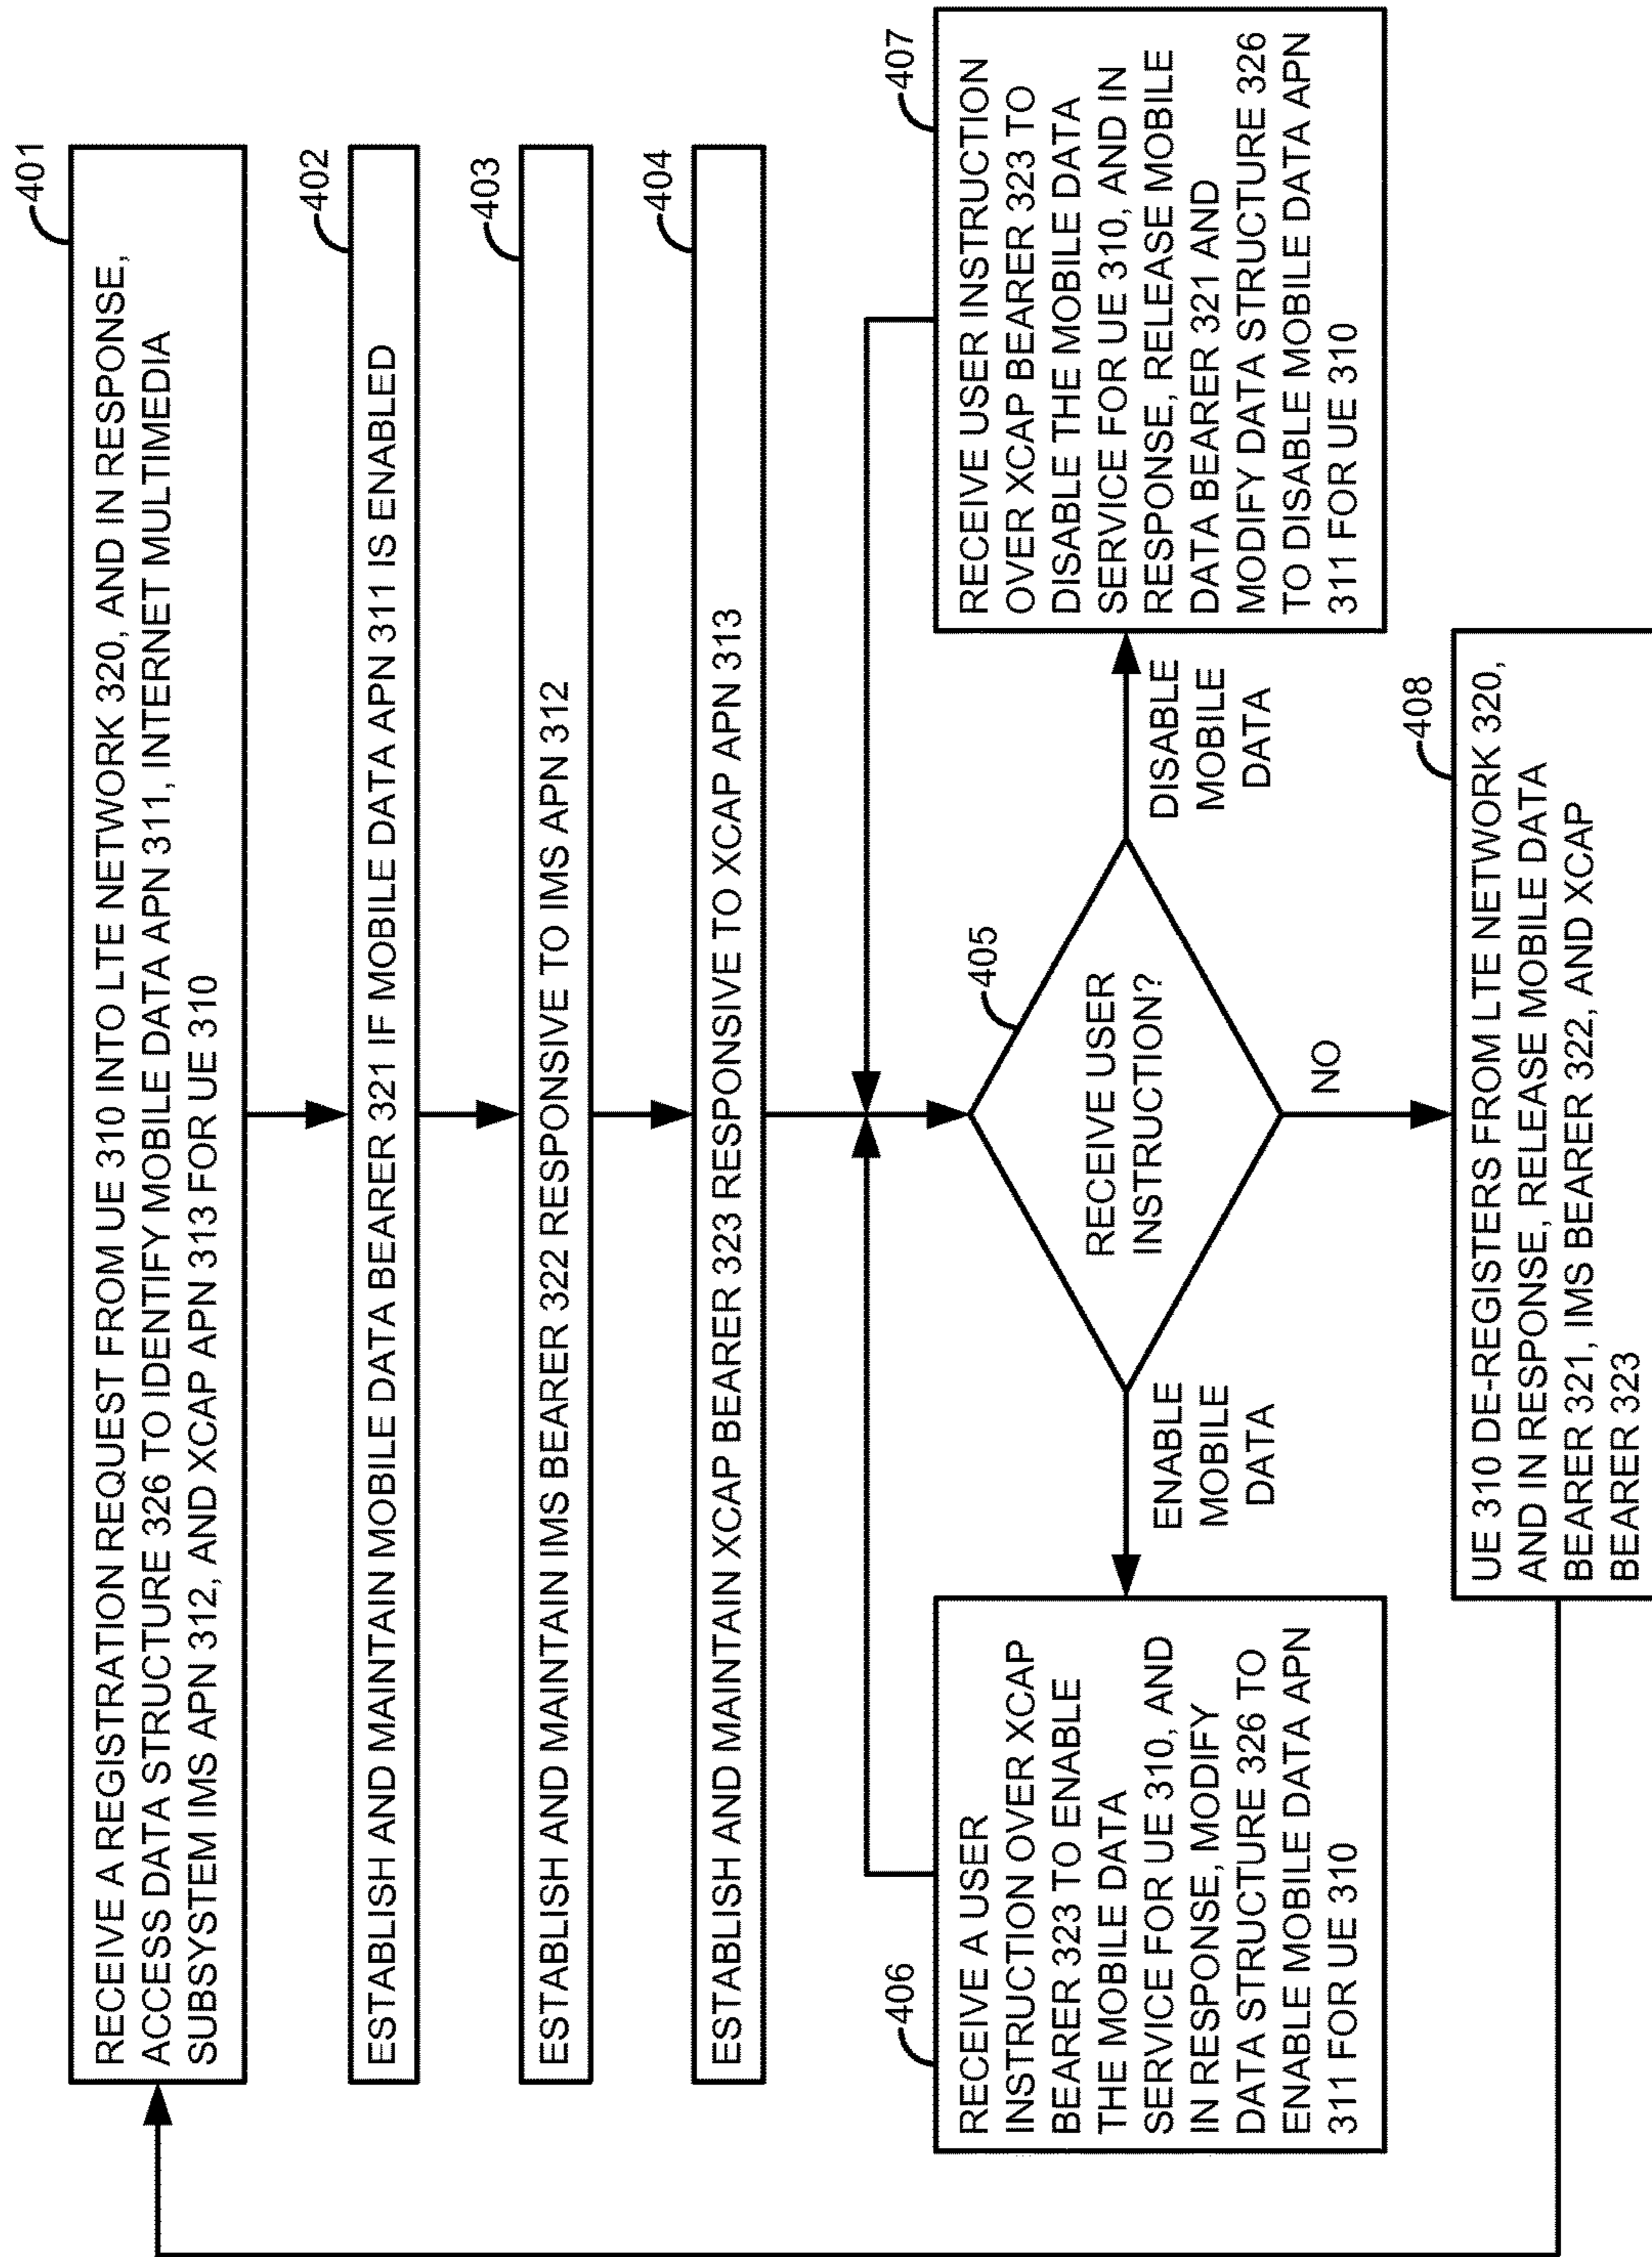 401
RECEIVE A REGISTRATION REQUEST FROM UE 310 INTO LTE NETWORK 320, AND IN RESPONSE,
ACCESS DATA STRUCTURE 326 TO IDENTIFY MOBILE DATA APN 311, INTERNET MULTIMEDIA
SUBSYSTEM IMS APN 312, AND XCAP APN 313 FOR UE 310
402
ESTABLISH AND MAINTAIN MOBILE DATA BEARER 321 IF MOBILE DATA APN 311 IS ENABLED
403
ESTABLISH AND MAINTAIN IMS BEARER 322 RESPONSIVE TO IMS APN 312
404
ESTABLISH AND MAINTAIN XCAP BEARER 323 RESPONSIVE TO XCAP APN 313
405
RECEIVE USER
INSTRUCTION?
ENABLE
MOBILE
DATA
DISABLE
MOBILE
DATA
NO
406
RECEIVE A USER
INSTRUCTION OVER XCAP
BEARER 323 TO ENABLE
THE MOBILE DATA
SERVICE FOR UE 310, AND
IN RESPONSE, MODIFY
DATA STRUCTURE 326 TO
ENABLE MOBILE DATA APN
311 FOR UE 310
407
RECEIVE USER INSTRUCTION
OVER XCAP BEARER 323 TO
DISABLE THE MOBILE DATA
SERVICE FOR UE 310, AND IN
RESPONSE, RELEASE MOBILE
DATA BEARER 321 AND
MODIFY DATA STRUCTURE 326
TO DISABLE MOBILE DATA APN
311 FOR UE 310
408
UE 310 DE-REGISTERS FROM LTE NETWORK 320,
AND IN RESPONSE, RELEASE MOBILE DATA
BEARER 321, IMS BEARER 322, AND XCAP
BEARER 323